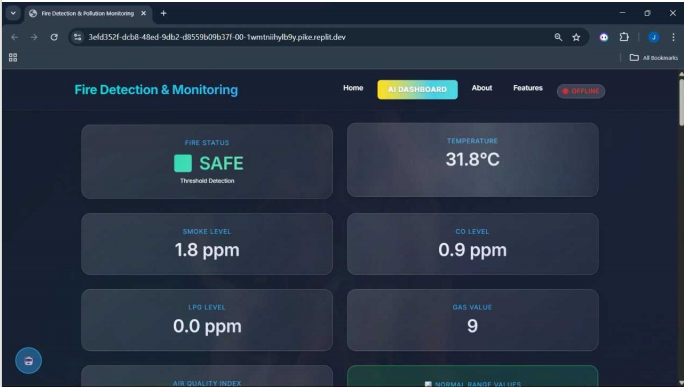 Fire Detection & Pollution Monitoring
3efd352f-dcb8-48ed-9db2-d8559b09b37f-00-1wmtniihylb9y.pike.replit.dev
J
All Bookmarks
Fire Detection & Monitoring
Home
AI DASHBOARD
About
Features
OFFLINE
FIRE STATUS
SAFE
Threshold Detection
TEMPERATURE
31.8°C
SMOKE LEVEL
1.8 ppm
CO LEVEL
0.9 ppm
LPG LEVEL
0.0 ppm
GAS VALUE
9
AIR QUALITY INDEX
NORMAL RANGE VALUES